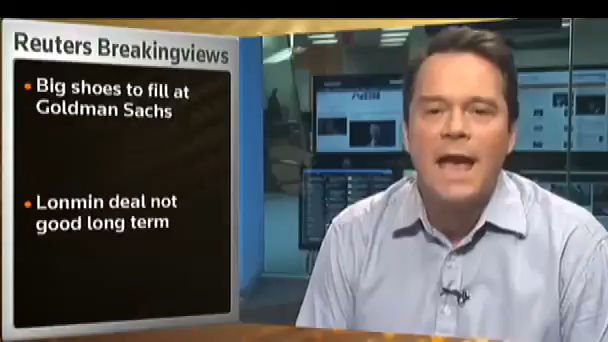 Reuters Breakingviews
Big shoes to fill at
Goldman Sachs
Lonmin deal not
good long term